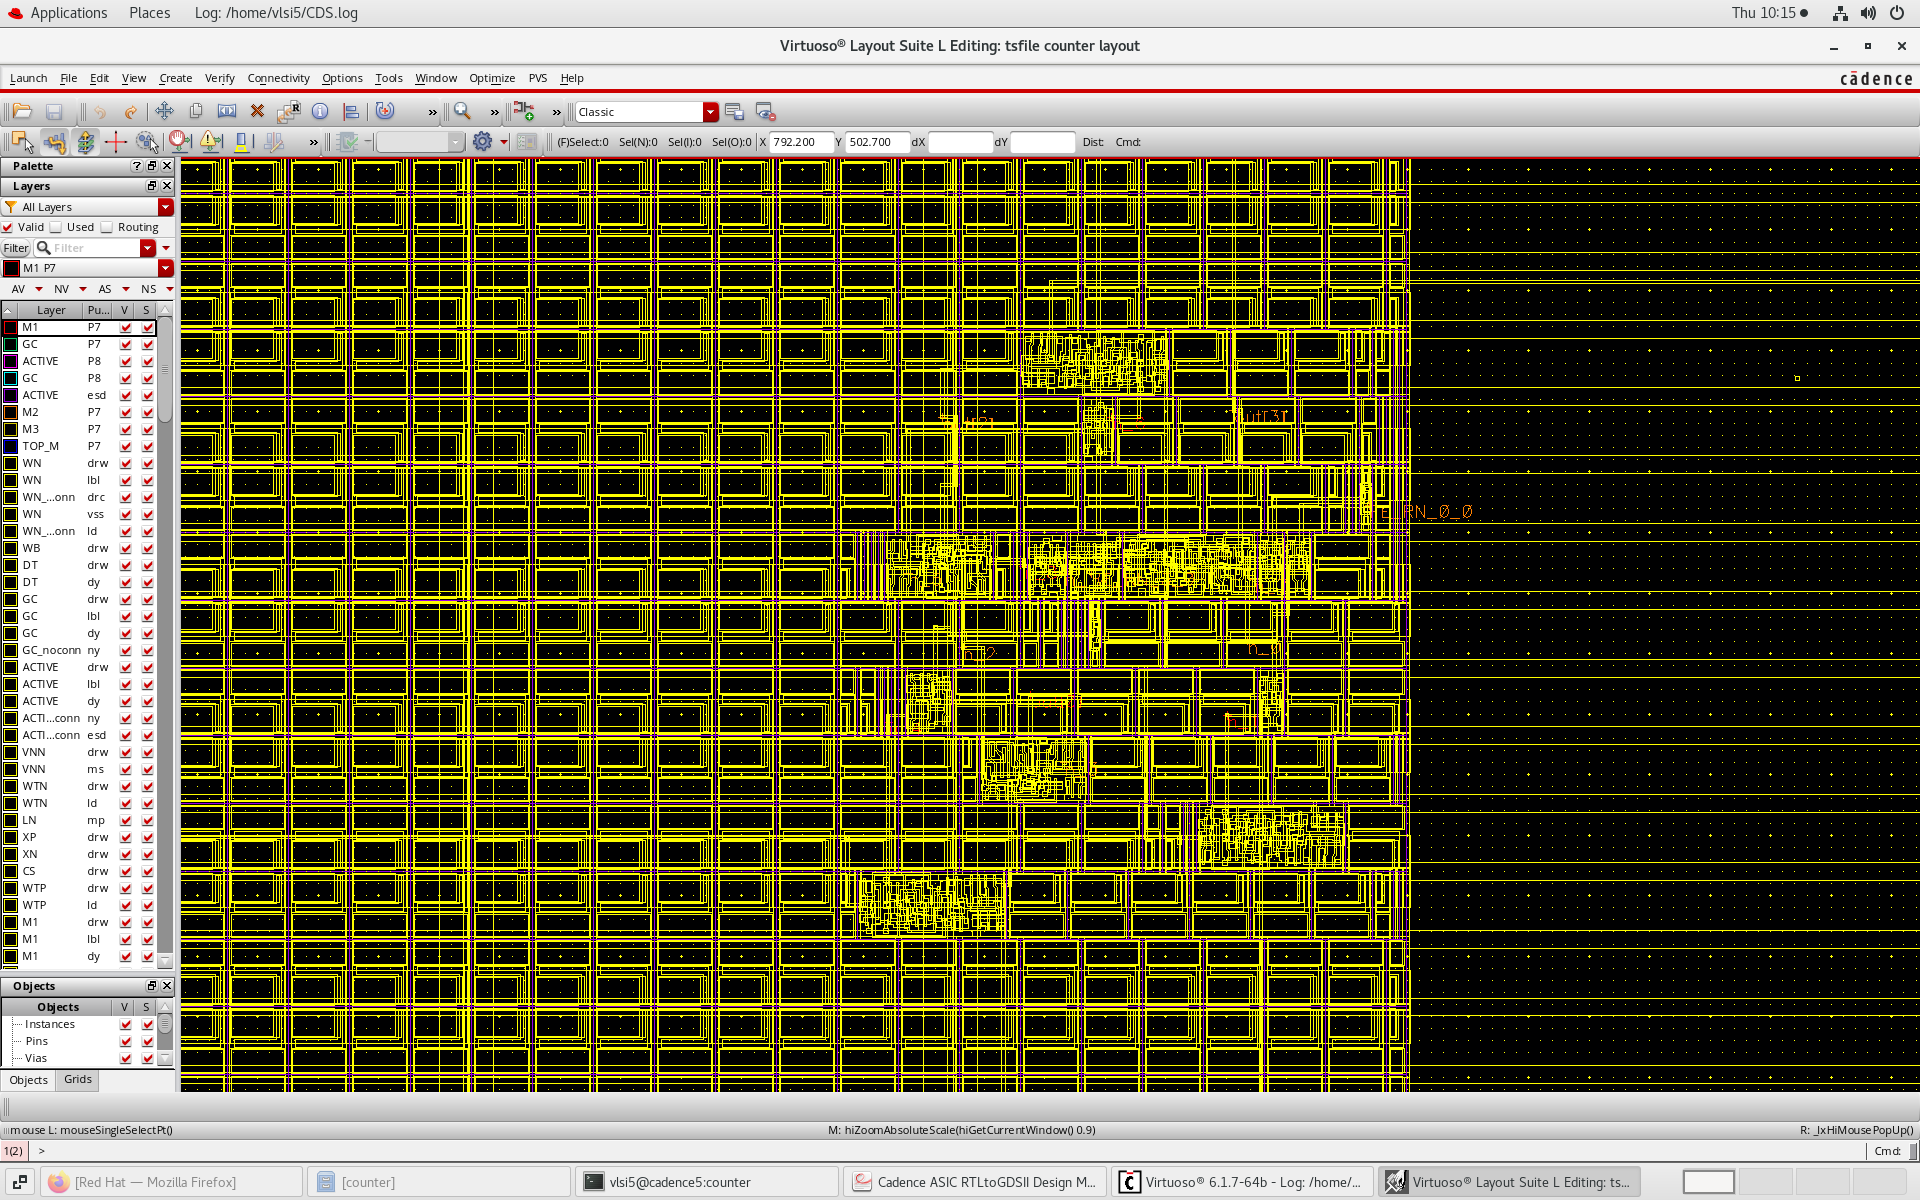 Applications Places Log: /home/vlsi5/CDS.log Thu 10:15
Virtuoso® Layout Suite L Editing: tsfile counter layout
Launch File Edit View Create Verify Connectivity Options Tools Window Optimize PVS Help cādence
» » » Classic
» (F)Select:0 Sel(N):0 Sel(I):0 Sel(O):0 X 792.200 Y 502.700 dX dY Dist: Cmd:
Palette
Layers
All Layers
Valid Used Routing
Filter Filter
M1 P7
AV NV AS NS
Layer Pu... V S
M1 P7
GC P7
ACTIVE P8
GC P8
ACTIVE esd
M2 P7
M3 P7
TOP_M P7
WN drw
WN lbl
WN_...onn drc
WN vss
WN_...onn ld
WB drw
DT drw
DT dy
GC drw
GC lbl
GC dy
GC_noconn ny
ACTIVE drw
ACTIVE lbl
ACTIVE dy
ACTI...conn ny
ACTI...conn esd
VNN drw
VNN ms
WTN drw
WTN ld
LN mp
XP drw
XN drw
CS drw
WTP drw
WTP ld
M1 drw
M1 lbl
M1 dy
n_2
Objects
Objects V S
Instances
Pins
Vias
Objects Grids
mouse L: mouseSingleSelectPt() M: hiZoomAbsoluteScale(hiGetCurrentWindow() 0.9) R: _lxHiMousePopUp()
1(2) > Cmd:
[Red Hat — Mozilla Firefox] [counter] vlsi5@cadence5:counter Cadence ASIC RTLtoGDSII Design M... Virtuoso® 6.1.7-64b - Log: /home/... Virtuoso® Layout Suite L Editing: ts...